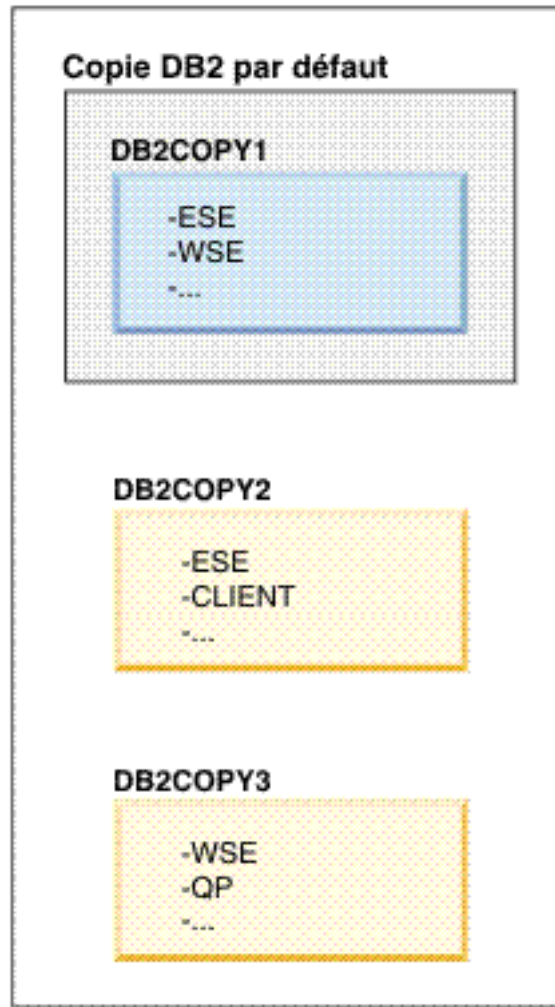 Copie DB2 par défaut
DB2COPY1
-ESE
-WSE
-...
DB2COPY2
-ESE
-CLIENT
-...
DB2COPY3
-WSE
-QP
-...